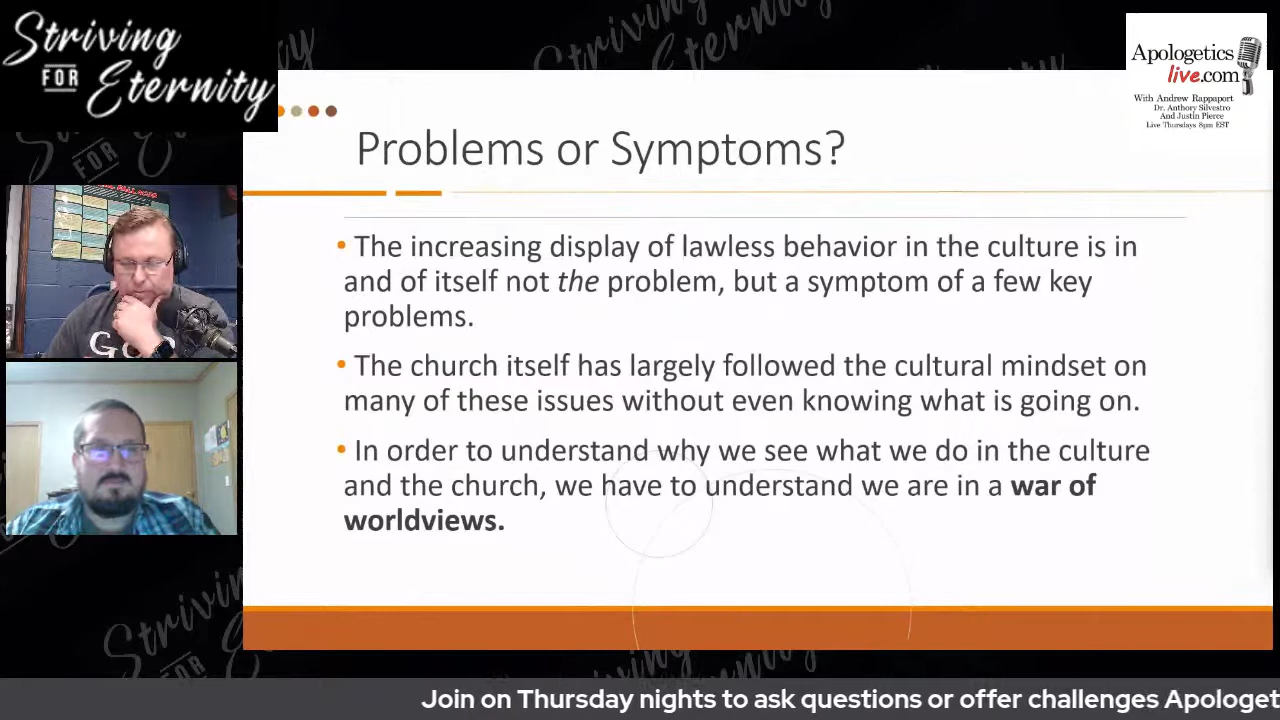 Striving
FOR
Eternity
Apologetics
live.com
With Andrew Rappaport
Dr. Anthony Silvestro
And Justin Pierce
Live Thursdays 8pm EST
Problems or Symptoms?
• The increasing display of lawless behavior in the culture is in
and of itself not the problem, but a symptom of a few key
problems.
• The church itself has largely followed the cultural mindset on
many of these issues without even knowing what is going on.
• In order to understand why we see what we do in the culture
and the church, we have to understand we are in a war of
worldviews.
Join on Thursday nights to ask questions or offer challenges Apologet